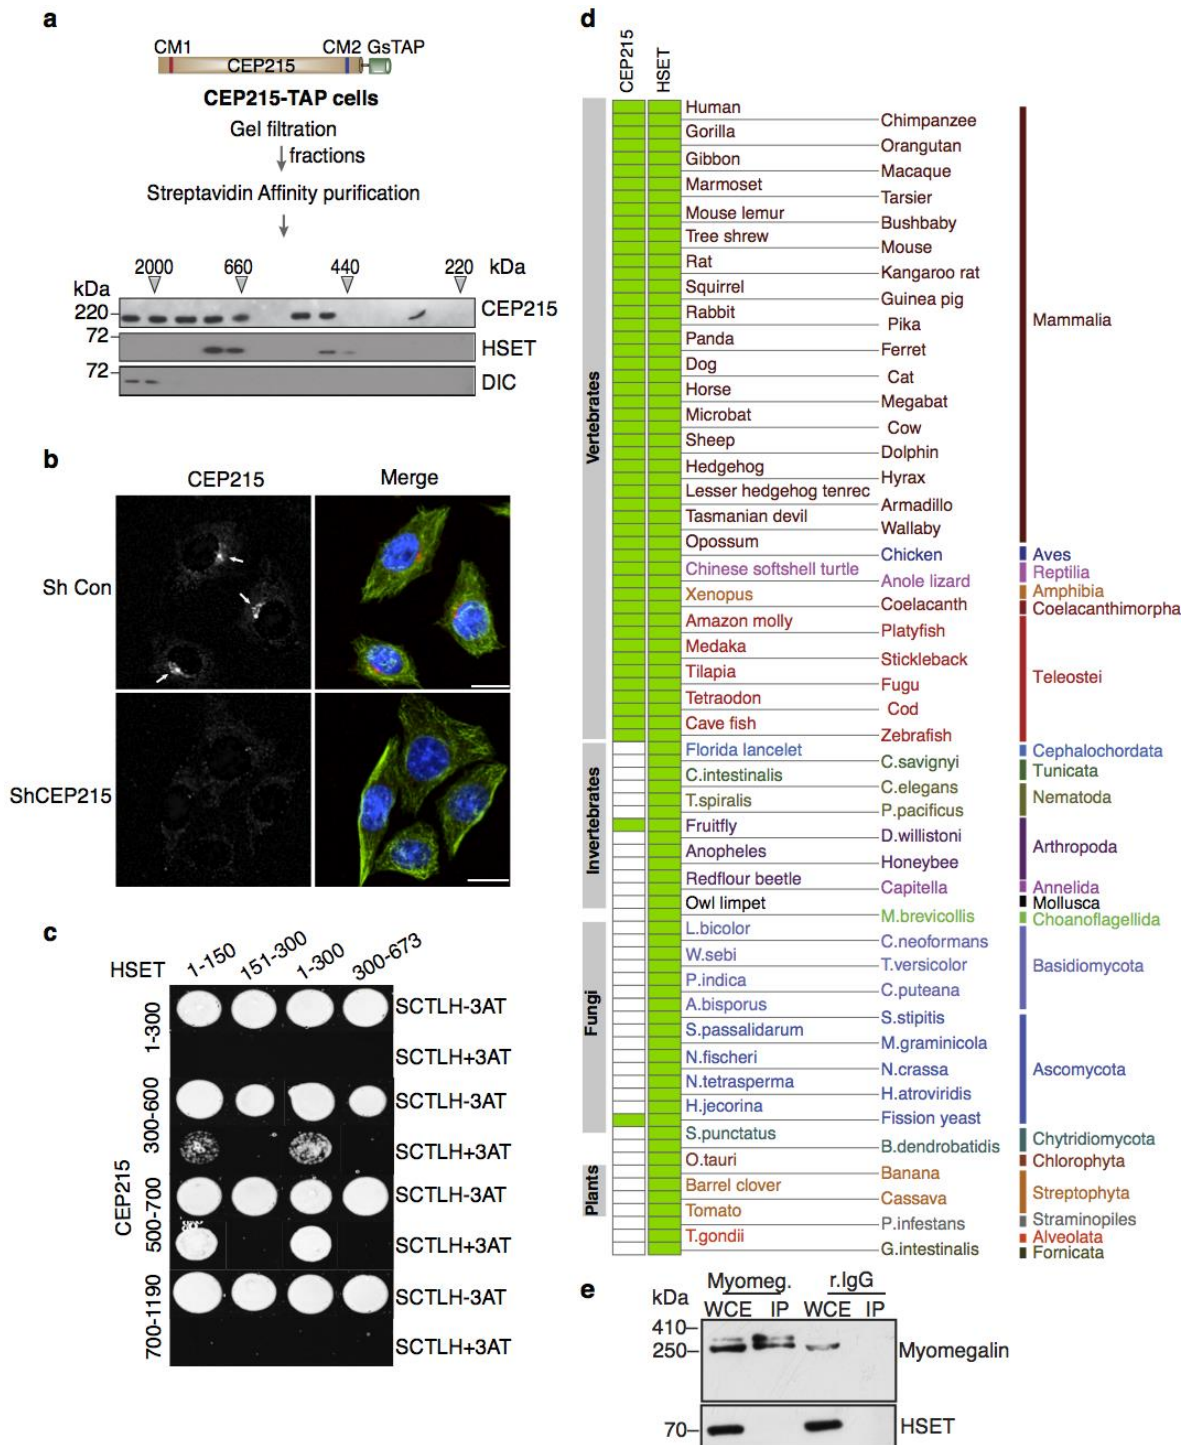 a
CM1 CM2 GsTAP
CEP215
CEP215-TAP cells
Gel filtration
fractions
Streptavidin Affinity purification
2000 660 440 220 kDa
kDa
220 CEP215
72 HSET
72 DIC
b
CEP215 Merge
Sh Con
ShCEP215
c
HSET 1-150 151-300 1-300 300-673
CEP215
1-300 SCTLH-3AT
SCTLH+3AT
300-600 SCTLH-3AT
SCTLH+3AT
500-700 SCTLH-3AT
SCTLH+3AT
700-1190 SCTLH-3AT
SCTLH+3AT
d
CEP215 HSET
Vertebrates
Human
Chimpanzee
Gorilla
Orangutan
Gibbon
Macaque
Marmoset
Tarsier
Mouse lemur
Bushbaby
Tree shrew
Mouse
Rat
Kangaroo rat
Squirrel
Guinea pig
Rabbit
Pika
Panda
Ferret
Dog
Cat
Horse
Megabat
Microbat
Cow
Sheep
Dolphin
Hedgehog
Hyrax
Lesser hedgehog tenrec
Armadillo
Tasmanian devil
Wallaby
Opossum
Chicken
Chinese softshell turtle
Anole lizard
Xenopus
Coelacanth
Amazon molly
Platyfish
Medaka
Stickleback
Tilapia
Fugu
Tetraodon
Cod
Cave fish
Zebrafish
Invertebrates
Florida lancelet
C.savignyi
C.intestinalis
C.elegans
T.spiralis
P.pacificus
Fruitfly
D.willistoni
Anopheles
Honeybee
Redflour beetle
Capitella
Owl limpet
M.brevicollis
Fungi
L.bicolor
C.neoformans
W.sebi
T.versicolor
P.indica
C.puteana
A.bisporus
S.stipitis
S.passalidarum
M.graminicola
N.fischeri
N.crassa
N.tetrasperma
H.atroviridis
H.jecorina
Fission yeast
S.punctatus
B.dendrobatidis
Plants
O.tauri
Banana
Barrel clover
Cassava
Tomato
P.infestans
T.gondii
G.intestinalis
Mammalia
Aves
Reptilia
Amphibia
Coelacanthimorpha
Teleostei
Cephalochordata
Tunicata
Nematoda
Arthropoda
Annelida
Mollusca
Choanoflagellida
Basidiomycota
Ascomycota
Chytridiomycota
Chlorophyta
Streptophyta
Straminopiles
Alveolata
Fornicata
e
Myomeg. r.IgG
kDa WCE IP WCE IP
410
250 Myomegalin
70 HSET